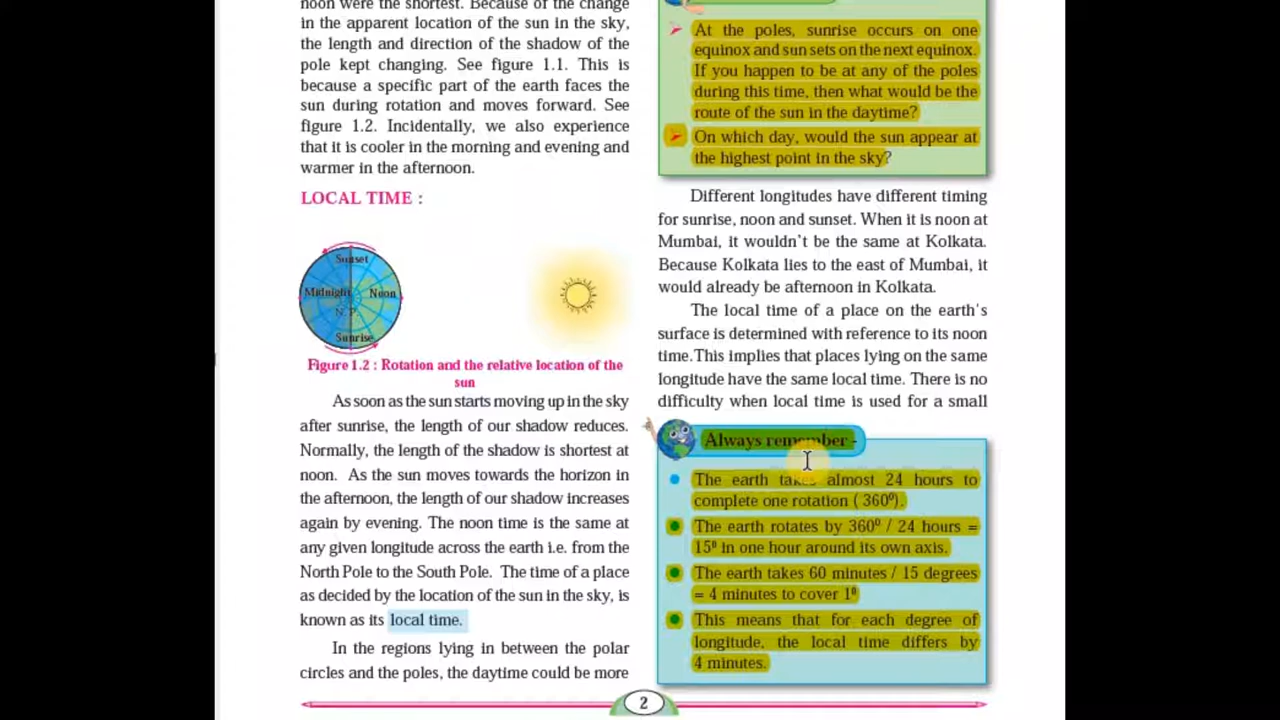 noon were the shortest. Because of the change
in the apparent location of the sun in the sky,
the length and direction of the shadow of the
pole kept changing. See figure 1.1. This is
because a specific part of the earth faces the
sun during rotation and moves forward. See
figure 1.2. Incidentally, we also experience
that it is cooler in the morning and evening and
warmer in the afternoon.
LOCAL TIME :
Sunset
Midnight
Noon
N. P.
Sunrise
Figure 1.2 : Rotation and the relative location of the
sun
As soon as the sun starts moving up in the sky
after sunrise, the length of our shadow reduces.
Normally, the length of the shadow is shortest at
noon. As the sun moves towards the horizon in
the afternoon, the length of our shadow increases
again by evening. The noon time is the same at
any given longitude across the earth i.e. from the
North Pole to the South Pole. The time of a place
as decided by the location of the sun in the sky, is
known as its local time.
In the regions lying in between the polar
circles and the poles, the daytime could be more
At the poles, sunrise occurs on one
equinox and sun sets on the next equinox.
If you happen to be at any of the poles
during this time, then what would be the
route of the sun in the daytime?
On which day, would the sun appear at
the highest point in the sky?
Different longitudes have different timing
for sunrise, noon and sunset. When it is noon at
Mumbai, it wouldn't be the same at Kolkata.
Because Kolkata lies to the east of Mumbai, it
would already be afternoon in Kolkata.
The local time of a place on the earth's
surface is determined with reference to its noon
time.This implies that places lying on the same
longitude have the same local time. There is no
difficulty when local time is used for a small
Always remember -
The earth takes almost 24 hours to
complete one rotation ( 360⁰).
The earth rotates by 360⁰ / 24 hours =
15⁰ in one hour around its own axis.
The earth takes 60 minutes / 15 degrees
= 4 minutes to cover 1⁰
This means that for each degree of
longitude, the local time differs by
4 minutes.
2